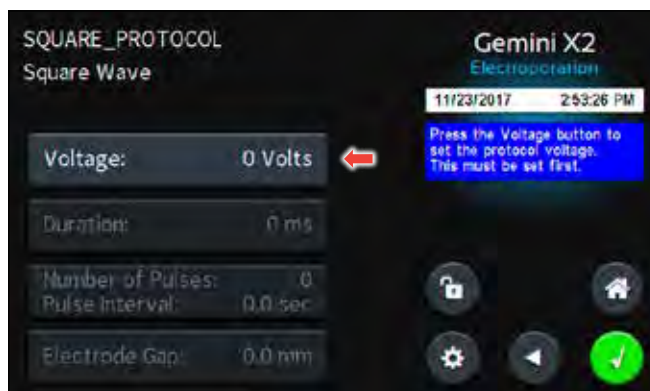 SQUARE_PROTOCOL
Square Wave
Gemini X2
Electroporation
11/23/2017 2:53:26 PM
Press the Voltage button to
set the protocol voltage.
This must be set first.
Voltage: 0 Volts
Duration: 0 ms
Number of Pulses: 0
Pulse Interval: 0.0 sec
Electrode Gap: 0.0 mm